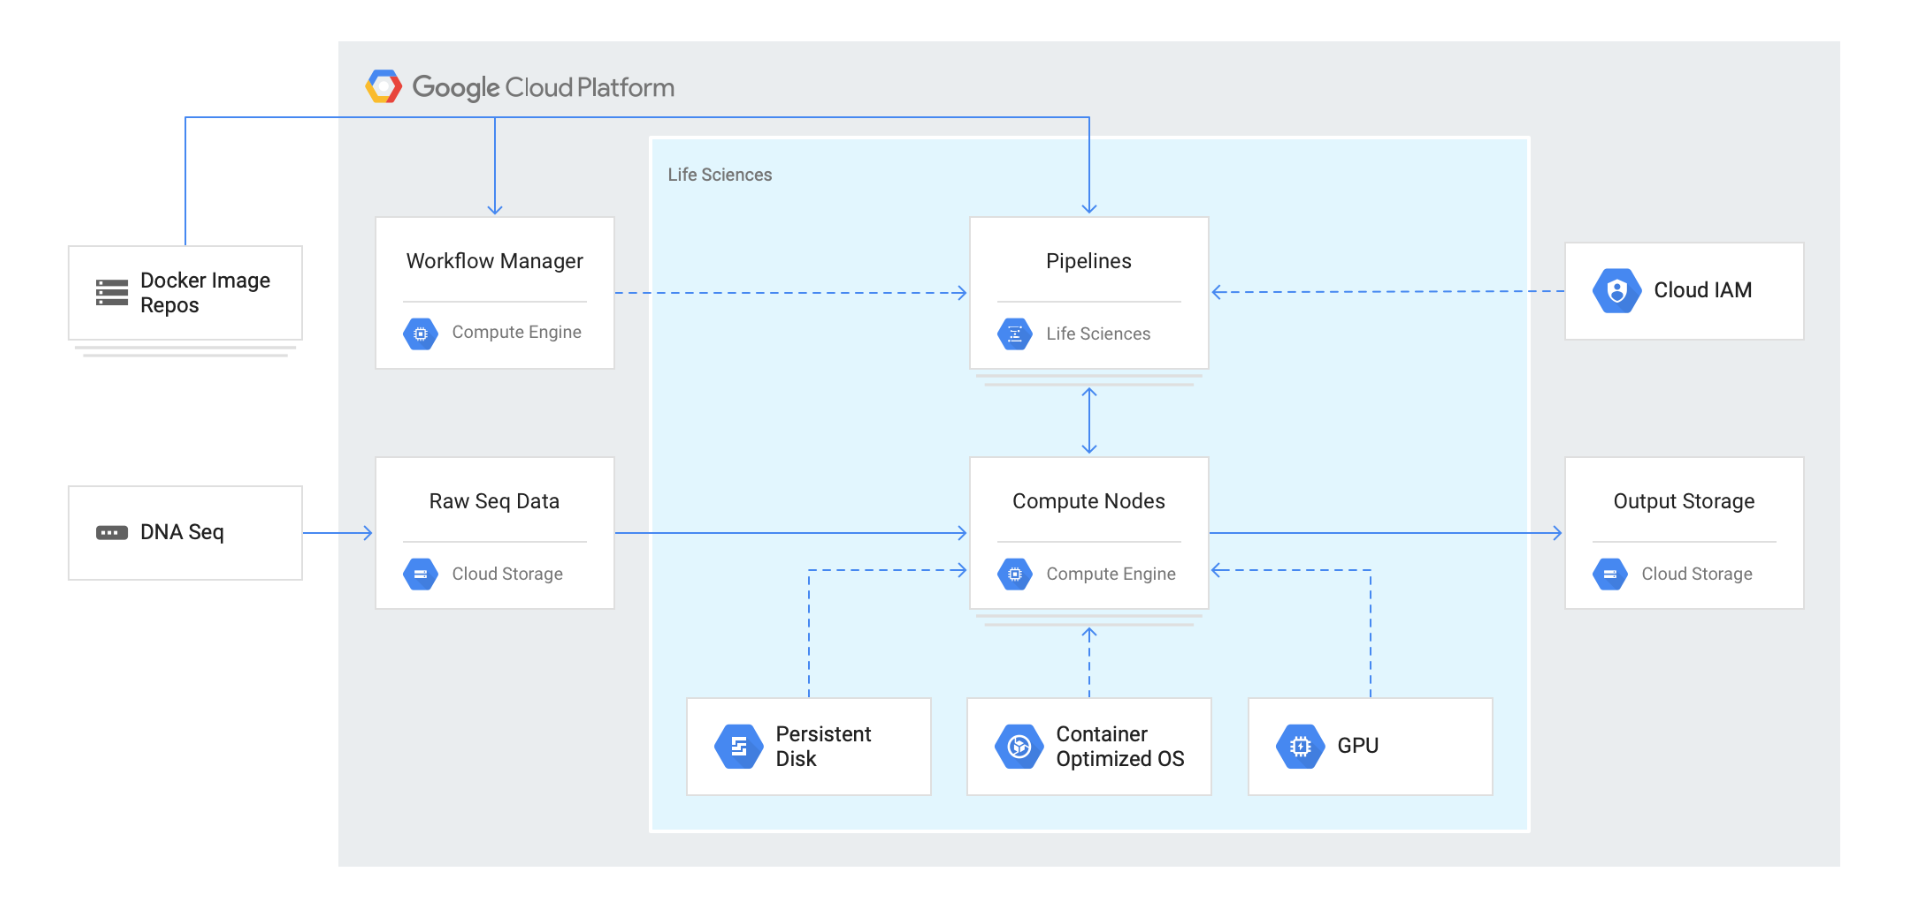 Google Cloud Platform
Life Sciences
Docker Image
Repos
Workflow Manager
Compute Engine
Pipelines
Life Sciences
Cloud IAM
DNA Seq
Raw Seq Data
Cloud Storage
Compute Nodes
Compute Engine
Output Storage
Cloud Storage
Persistent
Disk
Container
Optimized OS
GPU